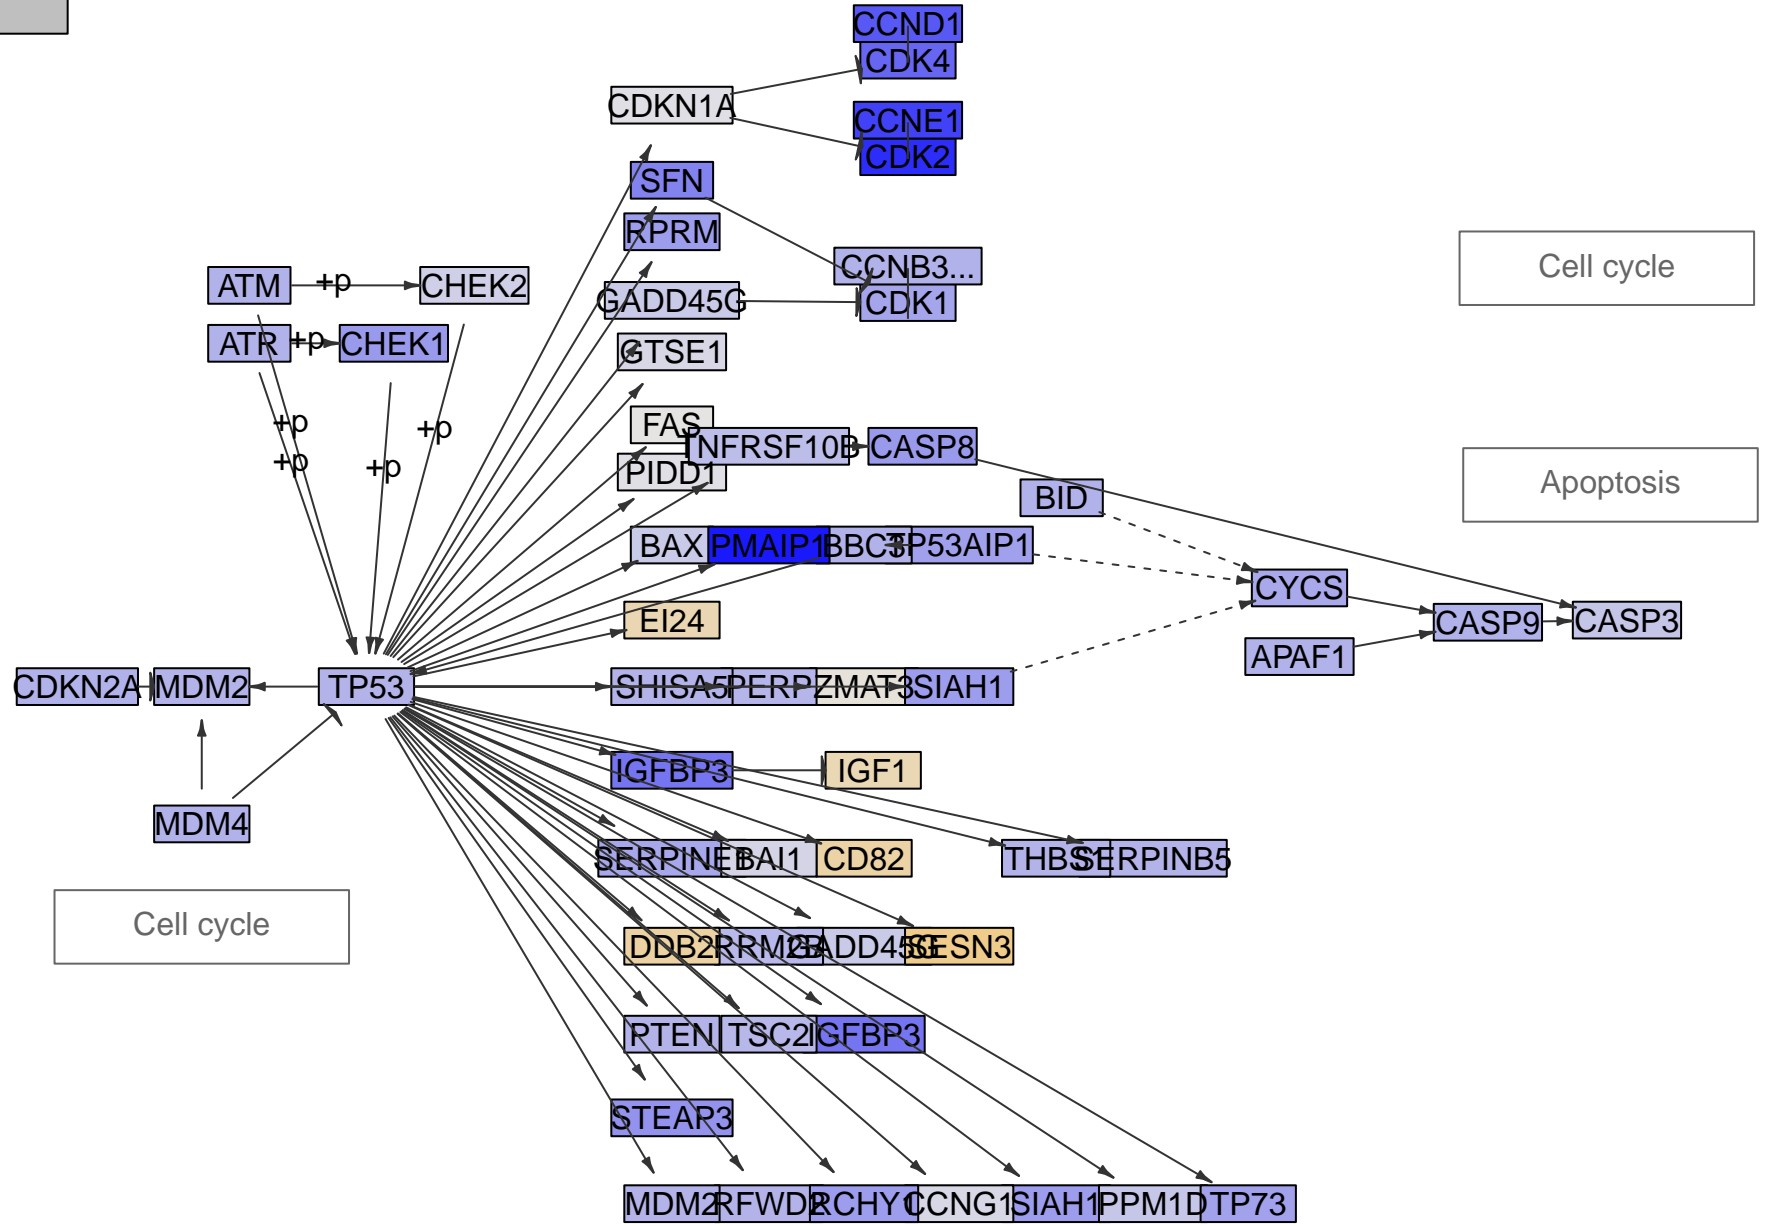 CCND1
CDK4
CDKN1A
CCNE1
CDK2
SFN
RPRM
CCNB3...
Cell cycle
ATM
+p
CHEK2
GADD45G
CDK1
ATR
+p
CHEK1
GTSE1
FAS
+p
+p
TNFRSF10B
CASP8
+p
+p
PIDD1
Apoptosis
BID
BAX
PMAIP1
BBC3
TP53AIP1
CYCS
EI24
CASP9
CASP3
APAF1
CDKN2A
MDM2
TP53
SHISA5
PERP
ZMAT3
SIAH1
IGFBP3
IGF1
MDM4
SERPINE1
BAI1
CD82
THBS1
SERPINB5
Cell cycle
DDB2
RRM2B
GADD45G
SESN3
PTEN
TSC2
IGFBP3
STEAP3
MDM2
RFWD2
RCHY1
CCNG1
SIAH1
PPM1D
TP73